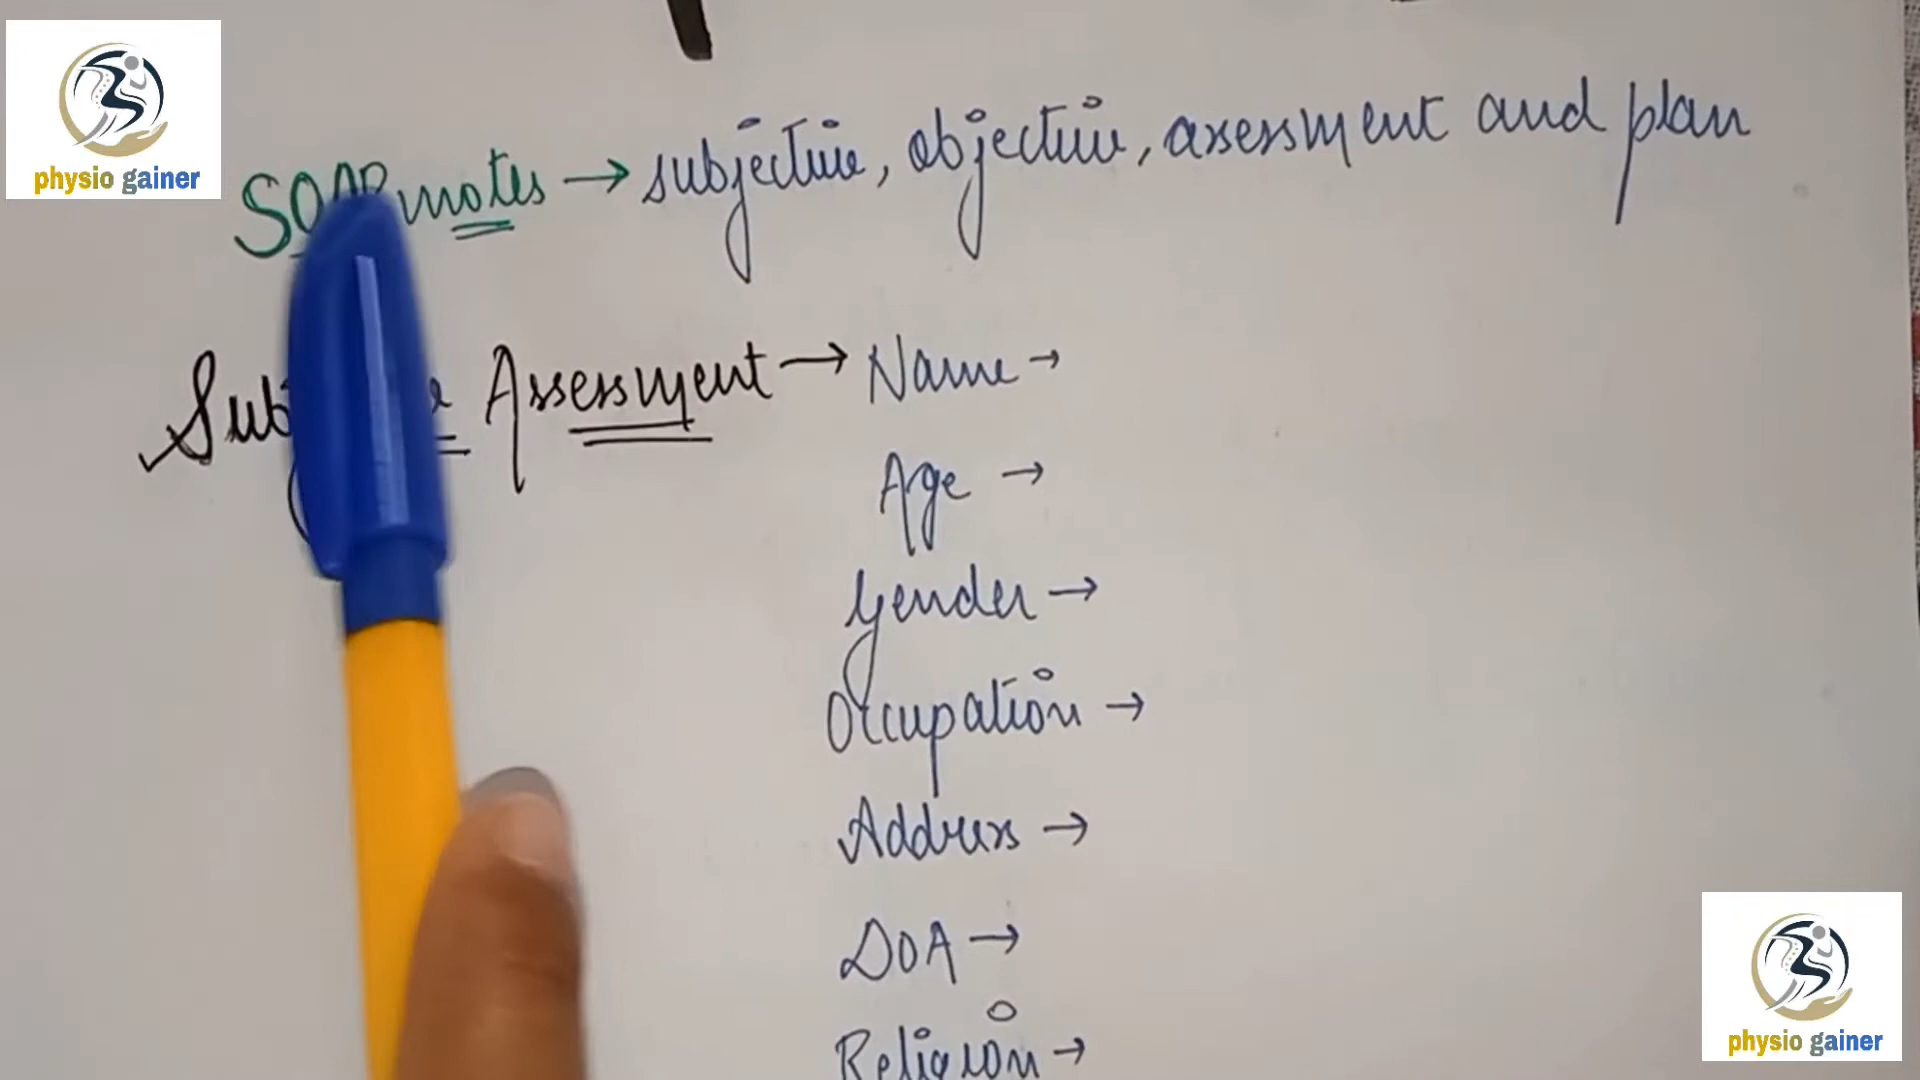 physio gainer
SOAP notes → subjective, objective, assessment and plan
Assessment → Name →
Age →
Gender →
Occupation →
Address →
DOA →
Religion →
physio gainer